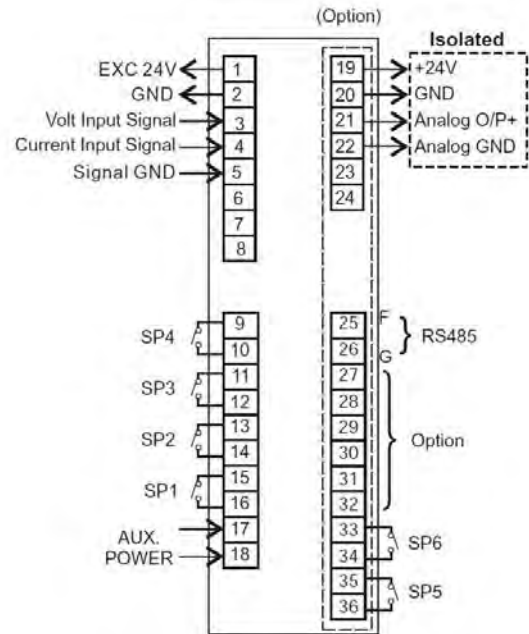 (Option)
Isolated
EXC 24V
GND
Volt Input Signal
Current Input Signal
Signal GND
1
2
3
4
5
6
7
8
19
20
21
22
23
24
+24V
GND
Analog O/P+
Analog GND
SP4
SP3
SP2
SP1
AUX.
POWER
9
10
11
12
13
14
15
16
17
18
25
26
27
28
29
30
31
32
33
34
35
36
F
G
RS485
Option
SP6
SP5